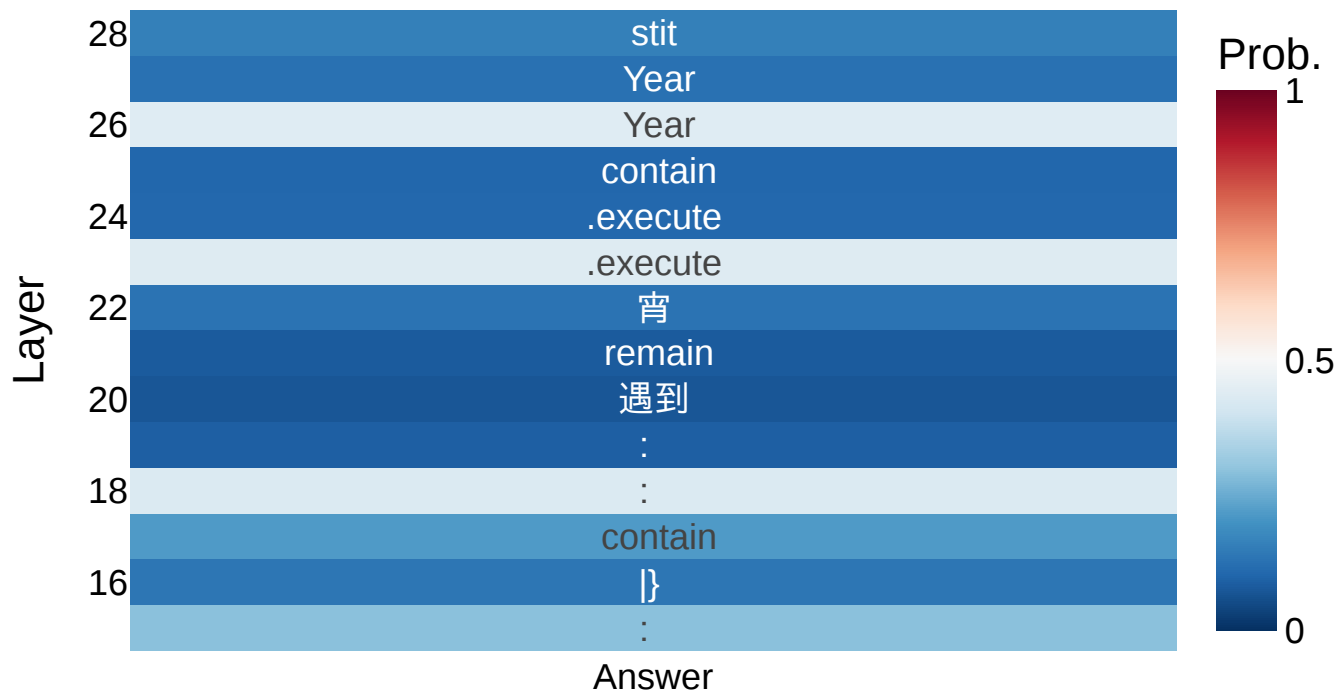 28 stit
Year
26 Year
contain
24 .execute
.execute
22 宵
remain
20 遇到
:
18 :
contain
16 |}
:
Layer
Answer
Prob.
1
0.5
0